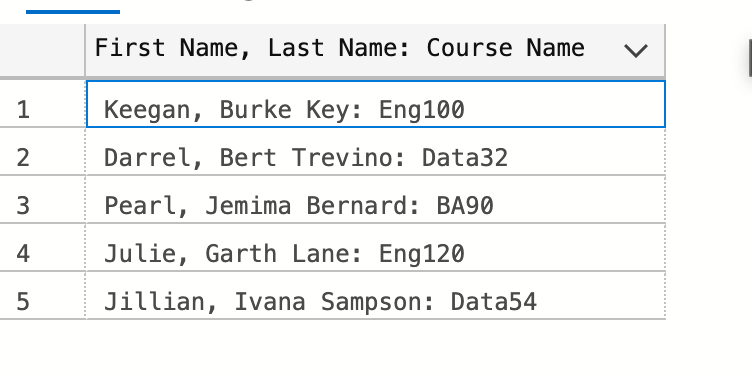 First Name, Last Name: Course Name
1 Keegan, Burke Key: Eng100
2 Darrel, Bert Trevino: Data32
3 Pearl, Jemima Bernard: BA90
4 Julie, Garth Lane: Eng120
5 Jillian, Ivana Sampson: Data54